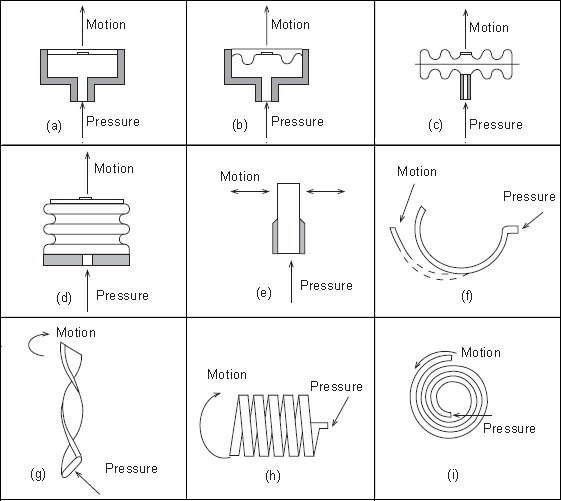 Motion
Pressure
(a)
Motion
Pressure
(b)
Motion
Pressure
(c)
Motion
Pressure
(d)
Motion
Pressure
(e)
Motion
Pressure
(f)
Motion
Pressure
(g)
Motion
Pressure
(h)
Motion
Pressure
(i)